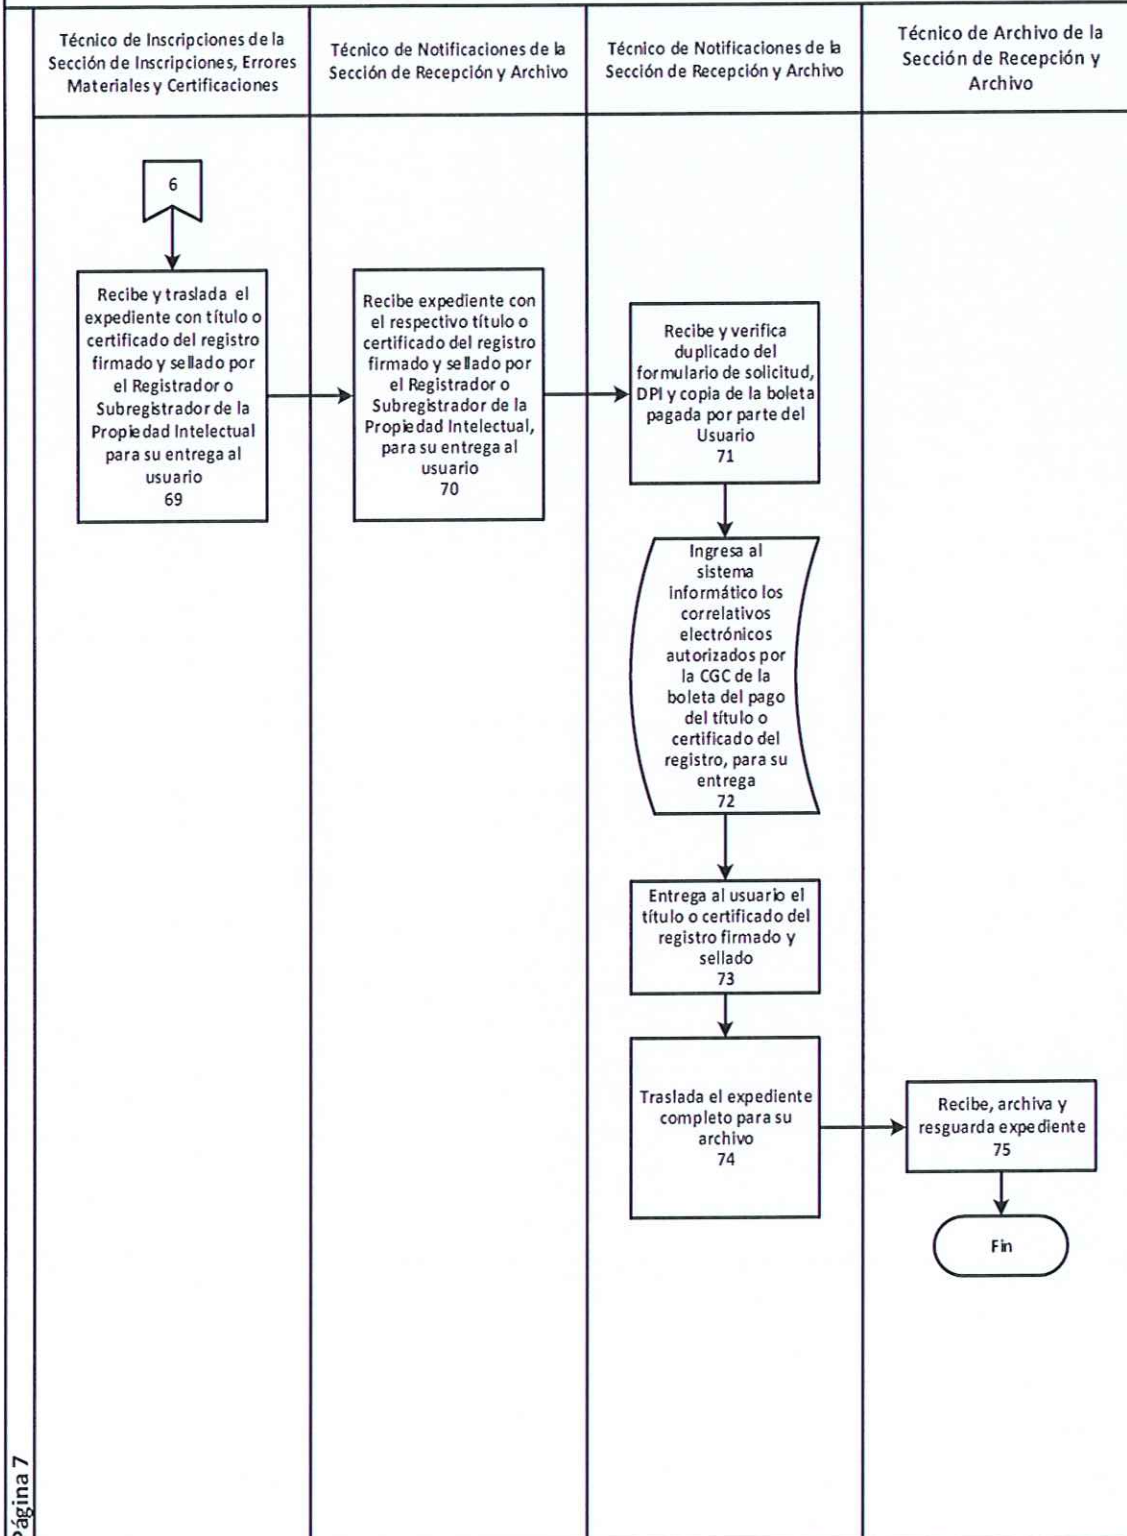 Técnico de Inscripciones de la
Sección de Inscripciones, Errores
Materiales y Certificaciones
Técnico de Notificaciones de la
Sección de Recepción y Archivo
Técnico de Notificaciones de la
Sección de Recepción y Archivo
Técnico de Archivo de la
Sección de Recepción y
Archivo
6
Recibe y traslada el
expediente con título o
certificado del registro
firmado y sellado por
el Registrador o
Subregistrador de la
Propiedad Intelectual
para su entrega al
usuario
69
Recibe expediente con
el respectivo título o
certificado del registro
firmado y sellado por
el Registrador o
Subregistrador de la
Propiedad Intelectual,
para su entrega al
usuario
70
Recibe y verifica
duplicado del
formulario de solicitud,
DPI y copia de la boleta
pagada por parte del
Usuario
71
Ingresa al
sistema
informático los
correlativos
electrónicos
autorizados por
la CGC de la
boleta del pago
del título o
certificado del
registro, para su
entrega
72
Entrega al usuario el
título o certificado del
registro firmado y
sellado
73
Traslada el expediente
completo para su
archivo
74
Recibe, archiva y
resguarda expediente
75
Fin
Página 7